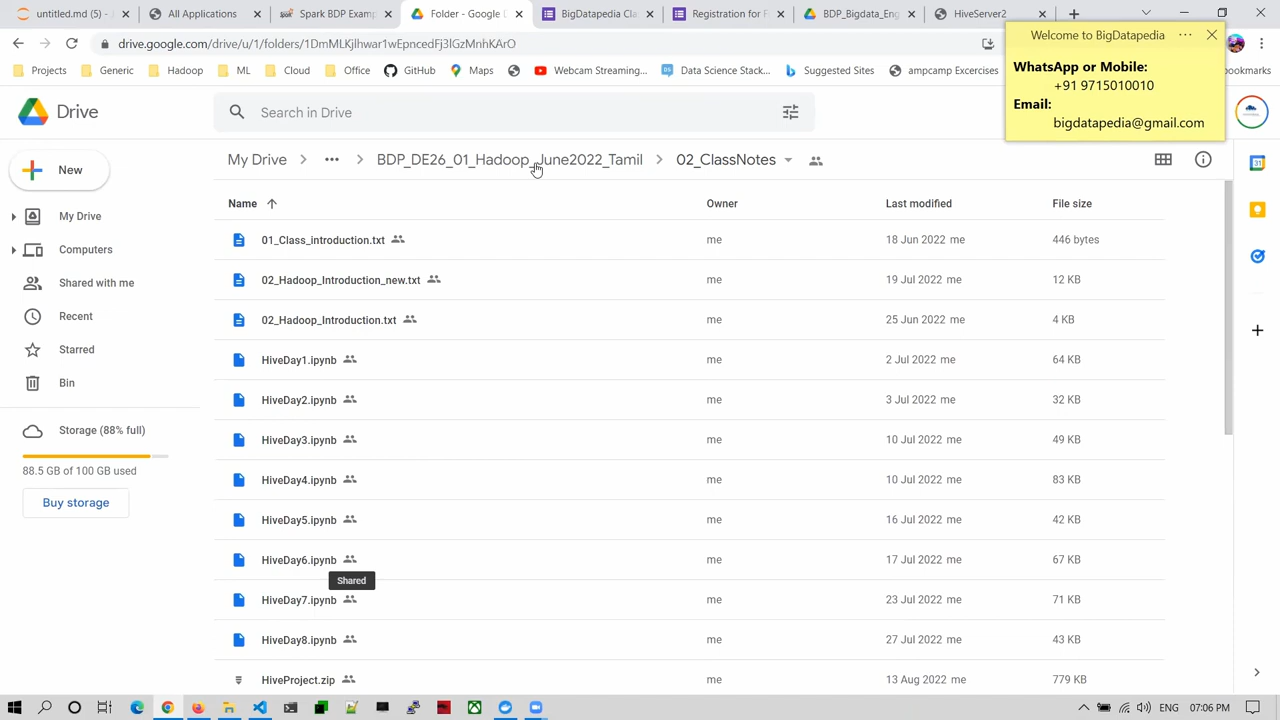 untitled.md (5) - Ju
All Applications
Spark BDP Examp
Folder - Google D
BigDatapedia Cla
Registration for F
BDP_Bigdata_Eng
HiveServer2
drive.google.com/drive/u/1/folders/1DmMLKjlhwar1wEpncedFj3lGzMnhKArO
Projects
Generic
Hadoop
ML
Cloud
Office
GitHub
Maps
Webcam Streaming...
Data Science Stack...
Suggested Sites
ampcamp Excercises
bookmarks
Welcome to BigDatapedia
WhatsApp or Mobile:
+91 9715010010
Email:
bigdatapedia@gmail.com
Drive
Search in Drive
New
My Drive
Computers
Shared with me
Recent
Starred
Bin
Storage (88% full)
88.5 GB of 100 GB used
Buy storage
My Drive > ... > BDP_DE26_01_Hadoop_June2022_Tamil > 02_ClassNotes
Name Owner Last modified File size
01_Class_introduction.txt me 18 Jun 2022 me 446 bytes
02_Hadoop_Introduction_new.txt me 19 Jul 2022 me 12 KB
02_Hadoop_Introduction.txt me 25 Jun 2022 me 4 KB
HiveDay1.ipynb me 2 Jul 2022 me 64 KB
HiveDay2.ipynb me 3 Jul 2022 me 32 KB
HiveDay3.ipynb me 10 Jul 2022 me 49 KB
HiveDay4.ipynb me 10 Jul 2022 me 83 KB
HiveDay5.ipynb me 16 Jul 2022 me 42 KB
HiveDay6.ipynb me 17 Jul 2022 me 67 KB
Shared
HiveDay7.ipynb me 23 Jul 2022 me 71 KB
HiveDay8.ipynb me 27 Jul 2022 me 43 KB
HiveProject.zip me 13 Aug 2022 me 779 KB
ENG 07:06 PM